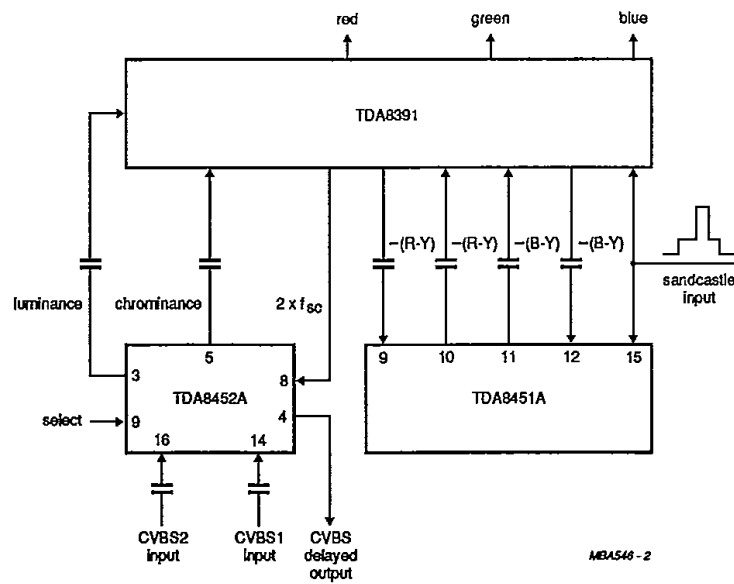 red
green
blue
TDA8391
−(R-Y)
−(R-Y)
−(B-Y)
−(B-Y)
sandcastle
input
luminance
chrominance
2 x fsc
3
5
8
TDA8452A
4
select
9
16
14
9
10
11
12
15
TDA8451A
CVBS2
input
CVBS1
input
CVBS
delayed
output
MBA546 - 2